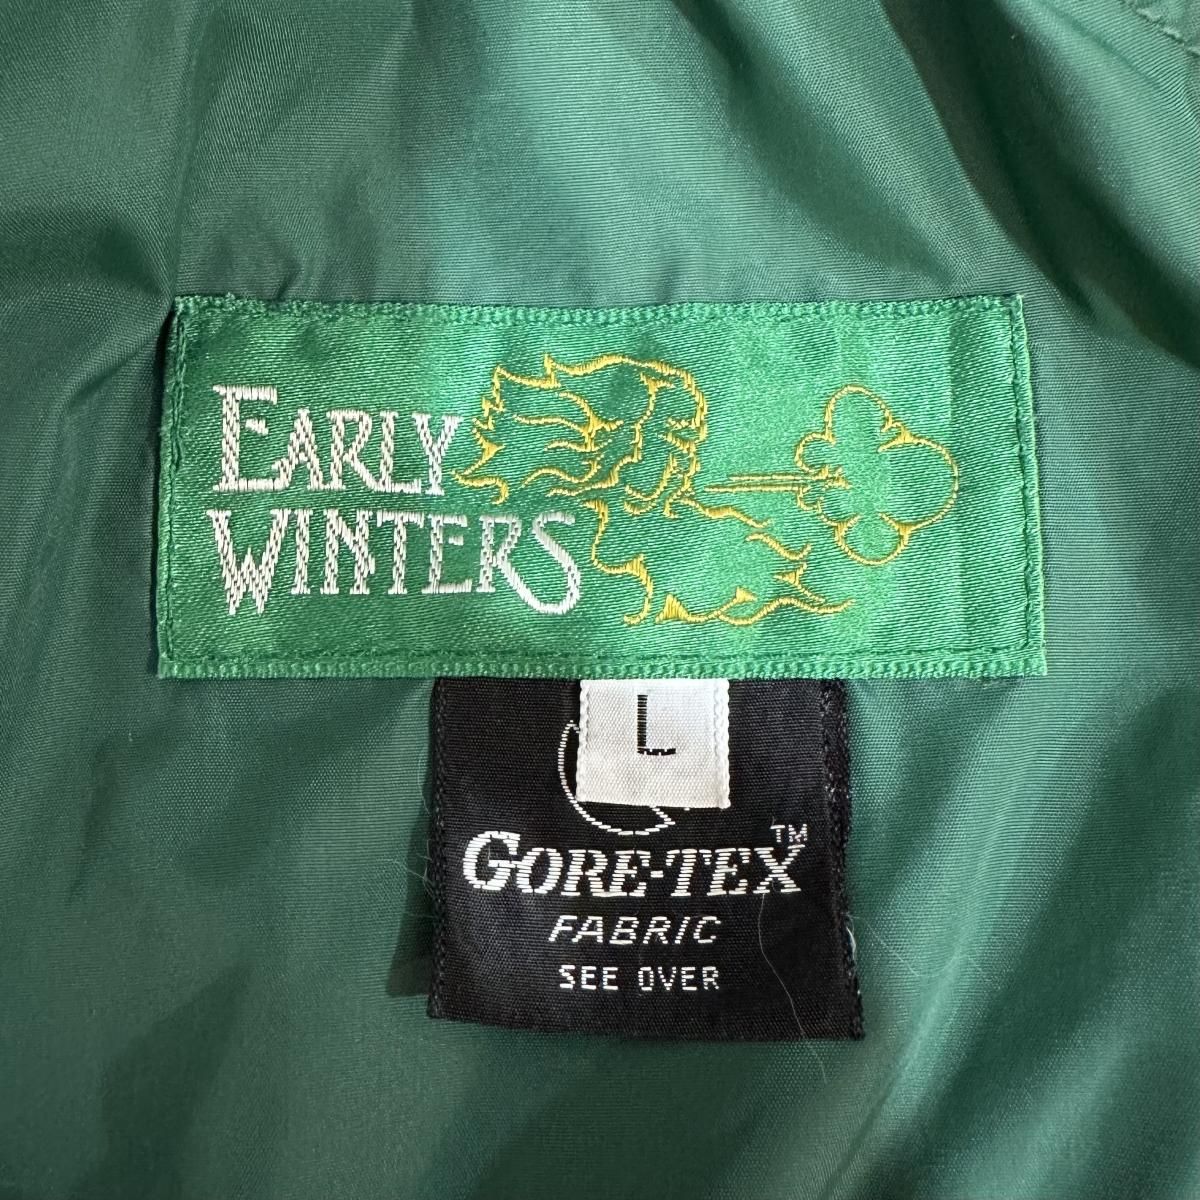 EARLY
WINTERS
L
GORE-TEX™
FABRIC
SEE OVER